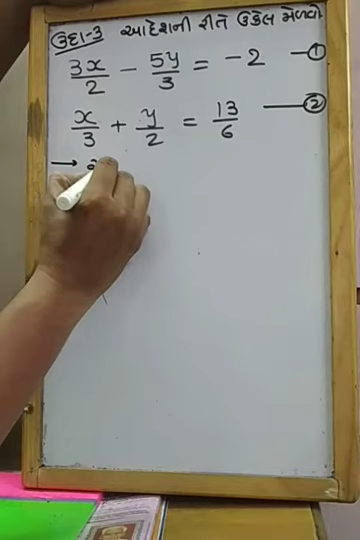 ઉદા-3 આદેશની રીતે ઉકેલ મેળવો
3x/2 - 5y/3 = -2 —①
x/3 + y/2 = 13/6 —②
→